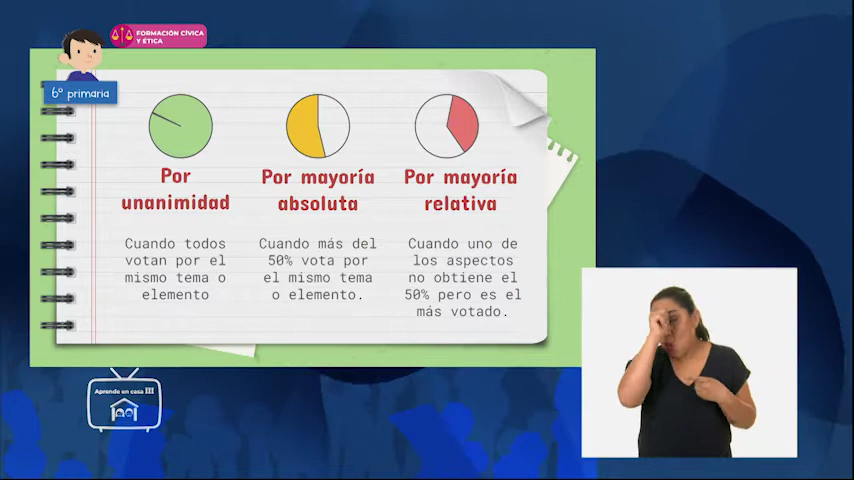 FORMACIÓN CÍVICA
Y ÉTICA
6º primaria
Por
unanimidad
Cuando todos
votan por el
mismo tema o
elemento
Por mayoría
absoluta
Cuando más del
50% vota por
el mismo tema
o elemento.
Por mayoría
relativa
Cuando uno de
los aspectos
no obtiene el
50% pero es el
más votado.
Aprende en casa III